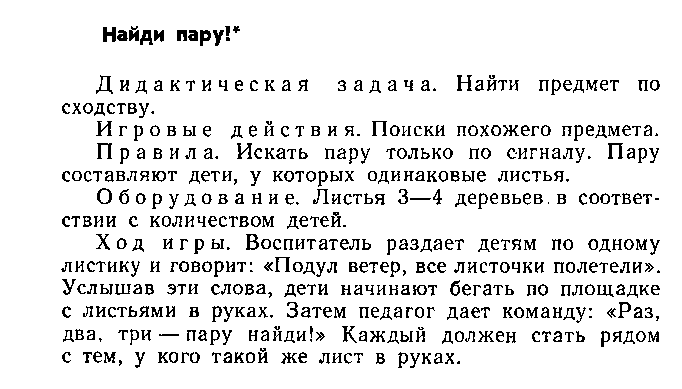 Найди пару!*
Дидактическая задача. Найти предмет по
сходству.
Игровые действия. Поиски похожего предмета.
Правила. Искать пару только по сигналу. Пару
составляют дети, у которых одинаковые листья.
Оборудование. Листья 3—4 деревьев в соответ-
ствии с количеством детей.
Ход игры. Воспитатель раздает детям по одному
листику и говорит: «Подул ветер, все листочки полетели».
Услышав эти слова, дети начинают бегать по площадке
с листьями в руках. Затем педагог дает команду: «Раз,
два, три — пару найди!» Каждый должен стать рядом
с тем, у кого такой же лист в руках.